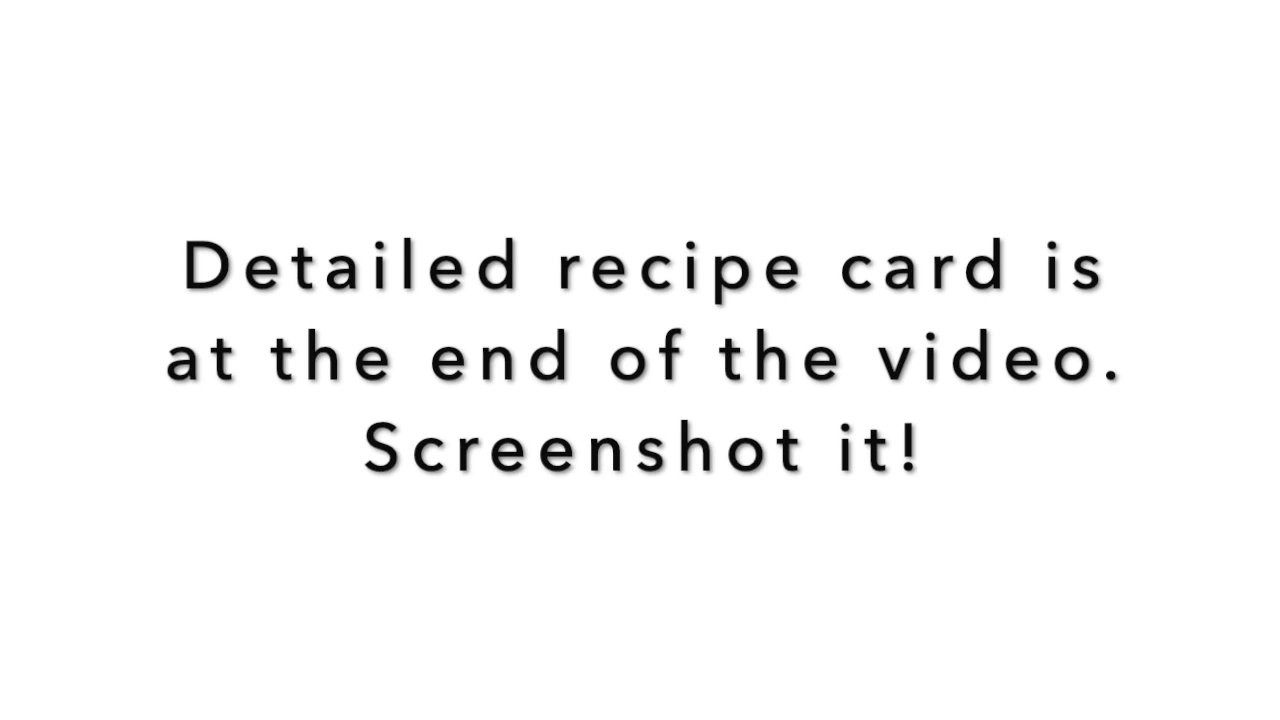 Detailed recipe card is
at the end of the video.
Screenshot it!